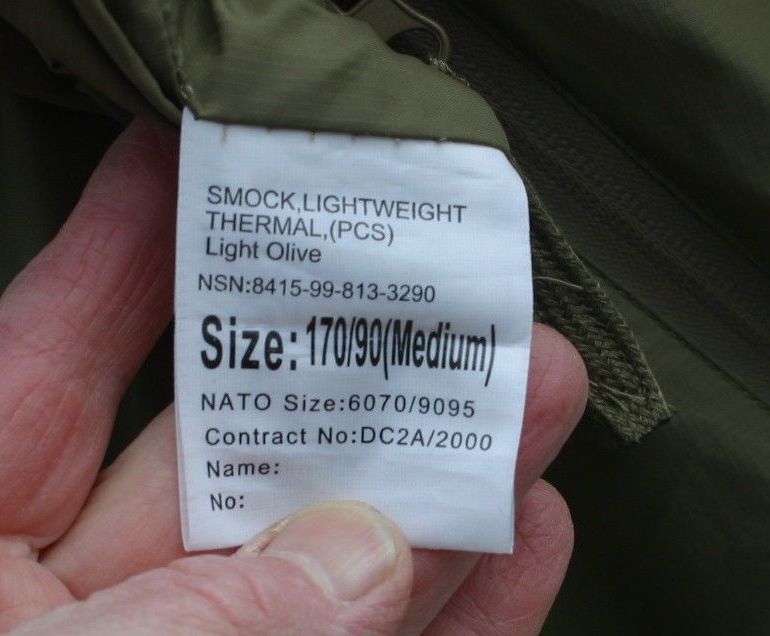 SMOCK,LIGHTWEIGHT
THERMAL,(PCS)
Light Olive
NSN:8415-99-813-3290
Size: 170/90(Medium)
NATO Size:6070/9095
Contract No:DC2A/2000
Name:
No: